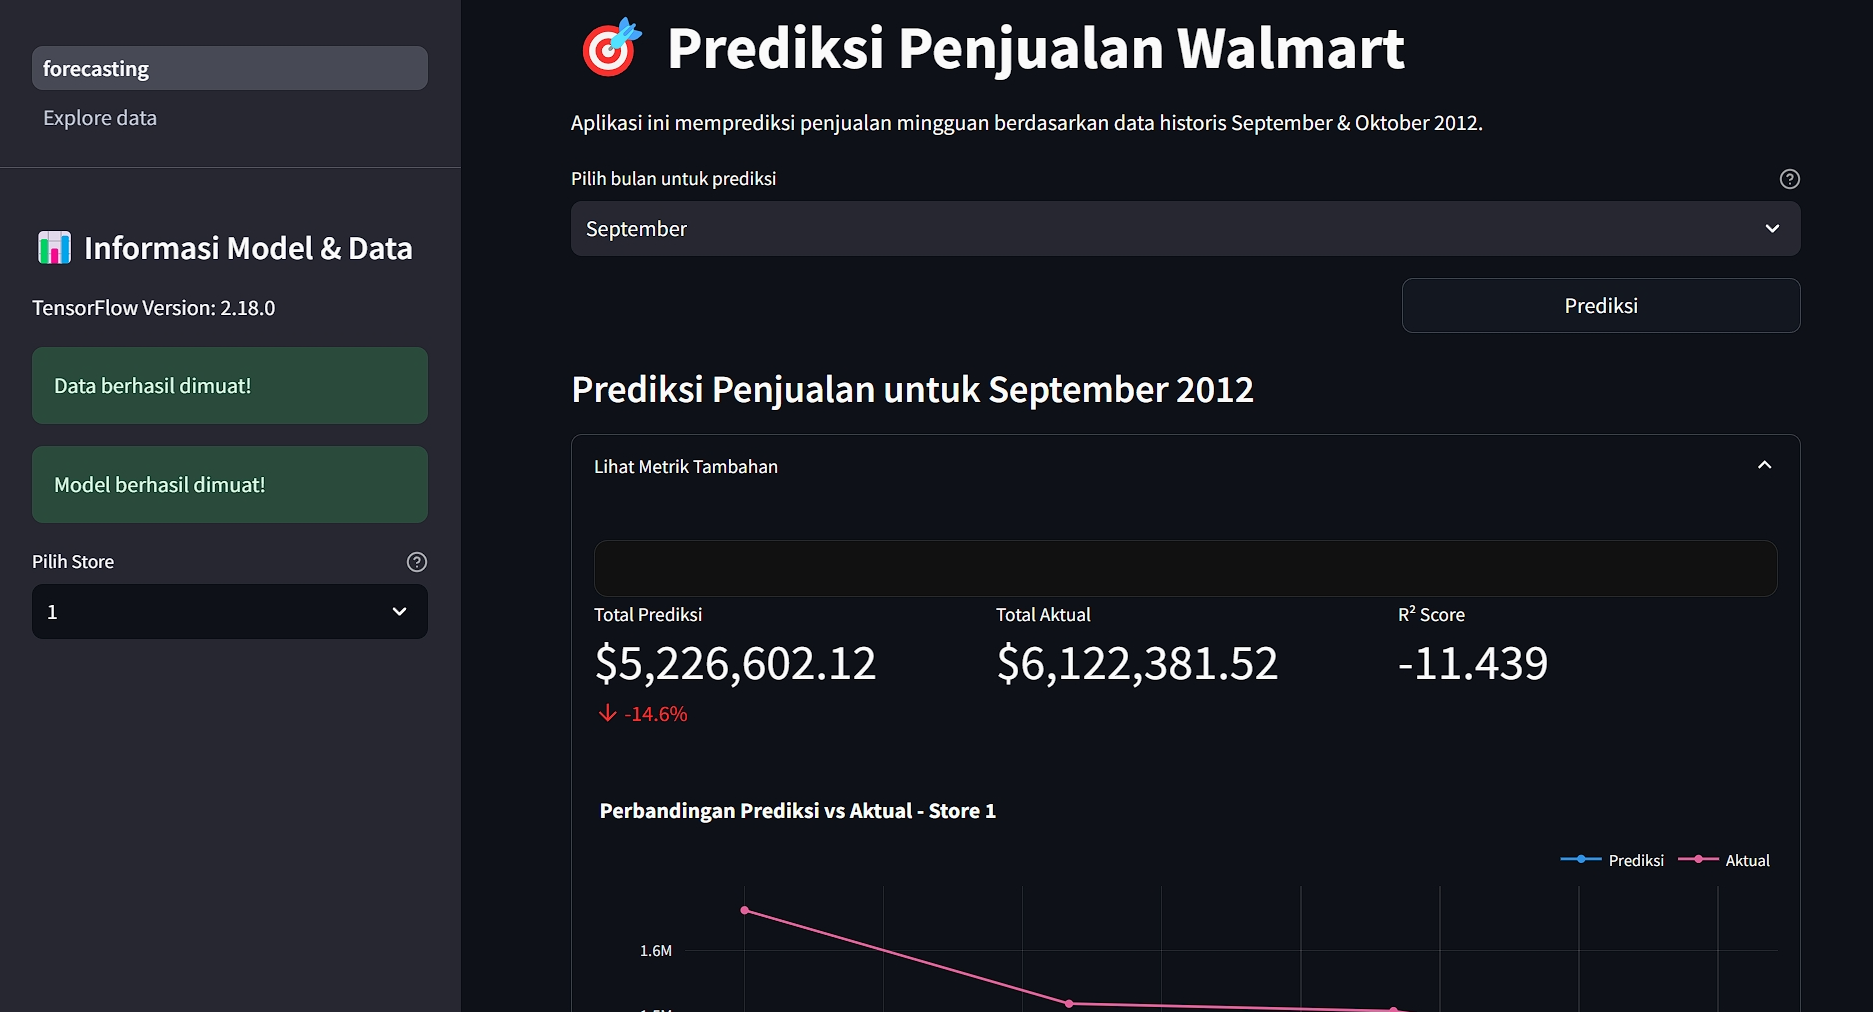 forecasting
Explore data
Informasi Model & Data
TensorFlow Version: 2.18.0
Data berhasil dimuat!
Model berhasil dimuat!
Pilih Store
1
Prediksi Penjualan Walmart
Aplikasi ini memprediksi penjualan mingguan berdasarkan data historis September & Oktober 2012.
Pilih bulan untuk prediksi
September
Prediksi
Prediksi Penjualan untuk September 2012
Lihat Metrik Tambahan
Total Prediksi
$5,226,602.12
-14.6%
Total Aktual
$6,122,381.52
R² Score
-11.439
Perbandingan Prediksi vs Aktual - Store 1
Prediksi
Aktual
1.6M